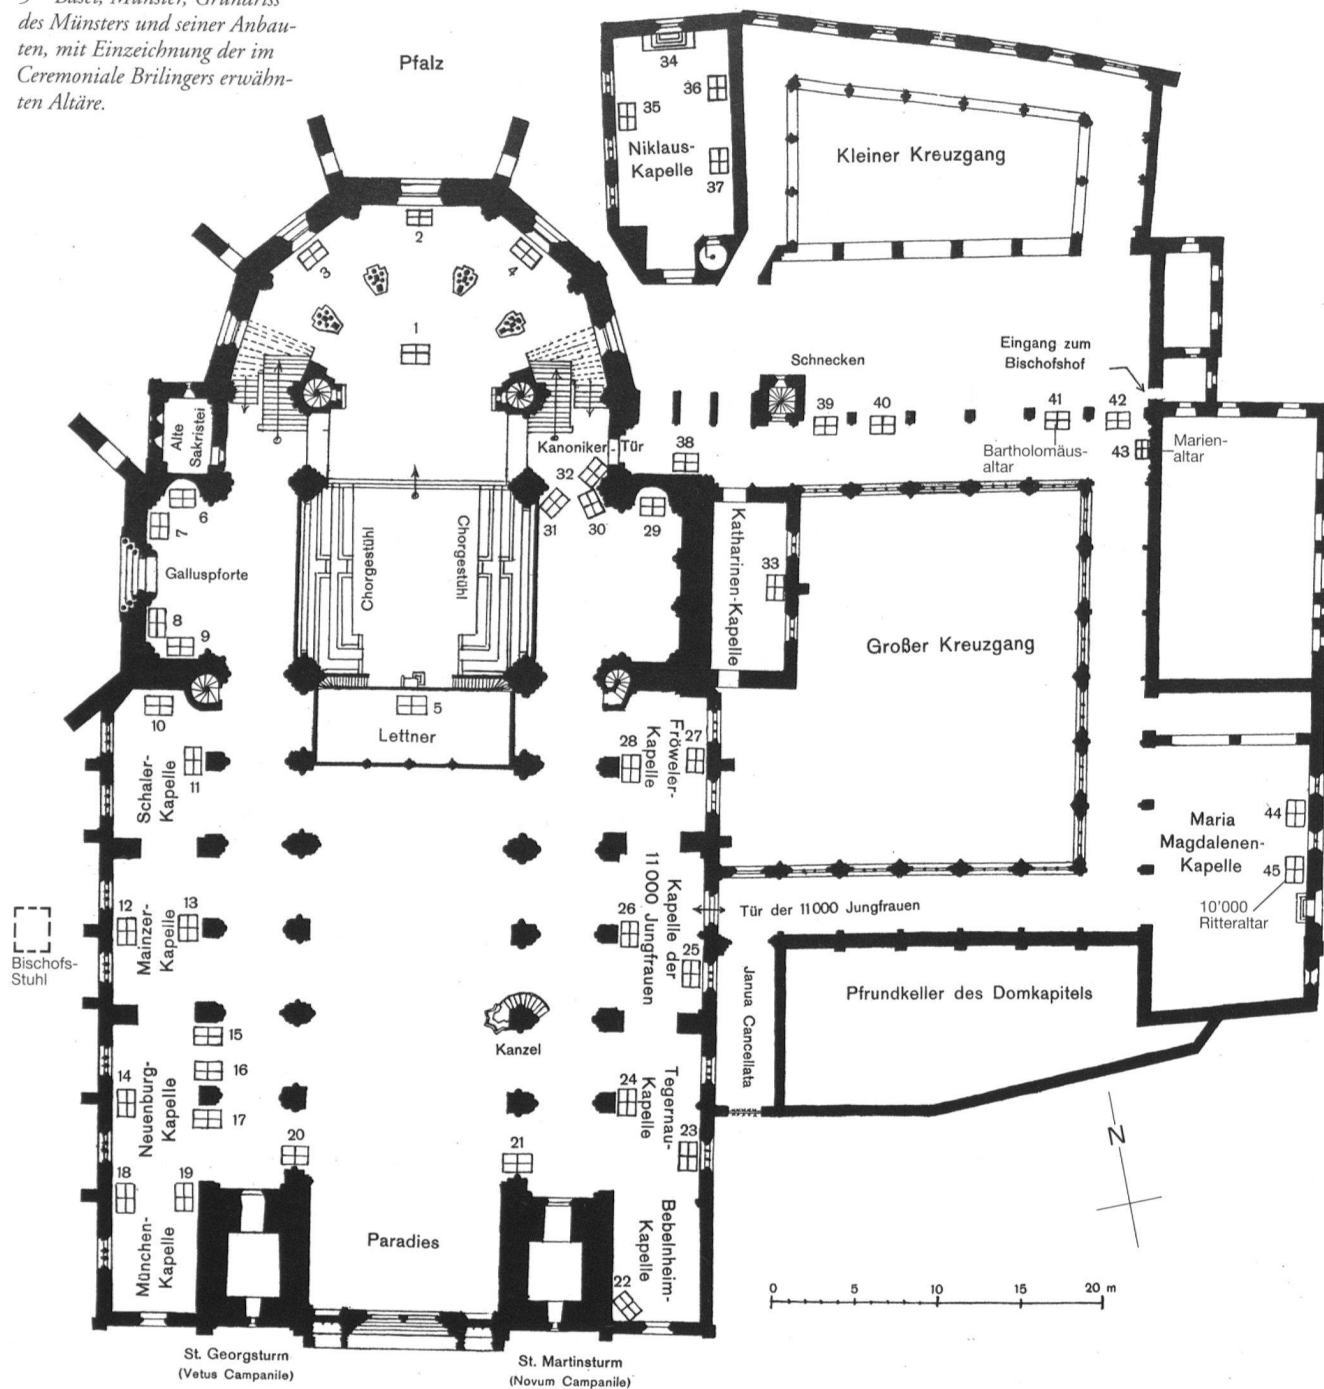 Basel, Münster, Grundriss
des Münsters und seiner Anbau-
ten, mit Einzeichnung der im
Ceremoniale Brilingers erwähn-
ten Altäre.
Pfalz
34
36
35
Niklaus-
Kapelle
37
Kleiner Kreuzgang
2
3
4
1
Schnecken
Eingang zum
Bischofshof
39
40
41
42
Bartholomäus-
altar
43
Marien-
altar
Alte
Sakristei
Kanoniker-Tür
38
32
31
30
29
6
7
Galluspforte
8
9
Chorgestühl
Chorgestühl
Katharinen-Kapelle
33
Großer Kreuzgang
10
5
Lettner
11
Schaler-
Kapelle
28
Fröweler-
Kapelle
27
Maria
Magdalenen-
Kapelle
44
45
10'000
Ritteraltar
12
13
Mainzer-
Kapelle
Bischofs-
Stuhl
26
Kapelle der
11000 Jungfrauen
25
Tür der 11000 Jungfrauen
Janua Cancellata
Pfrundkeller des Domkapitels
Kanzel
15
16
14
17
Neuenburg-
Kapelle
24
Tegernau-
Kapelle
23
20
21
18
19
München-
Kapelle
Paradies
Bebelnheim-
Kapelle
22
N
0 5 10 15 20 m
St. Georgsturm
(Vetus Campanile)
St. Martinsturm
(Novum Campanile)